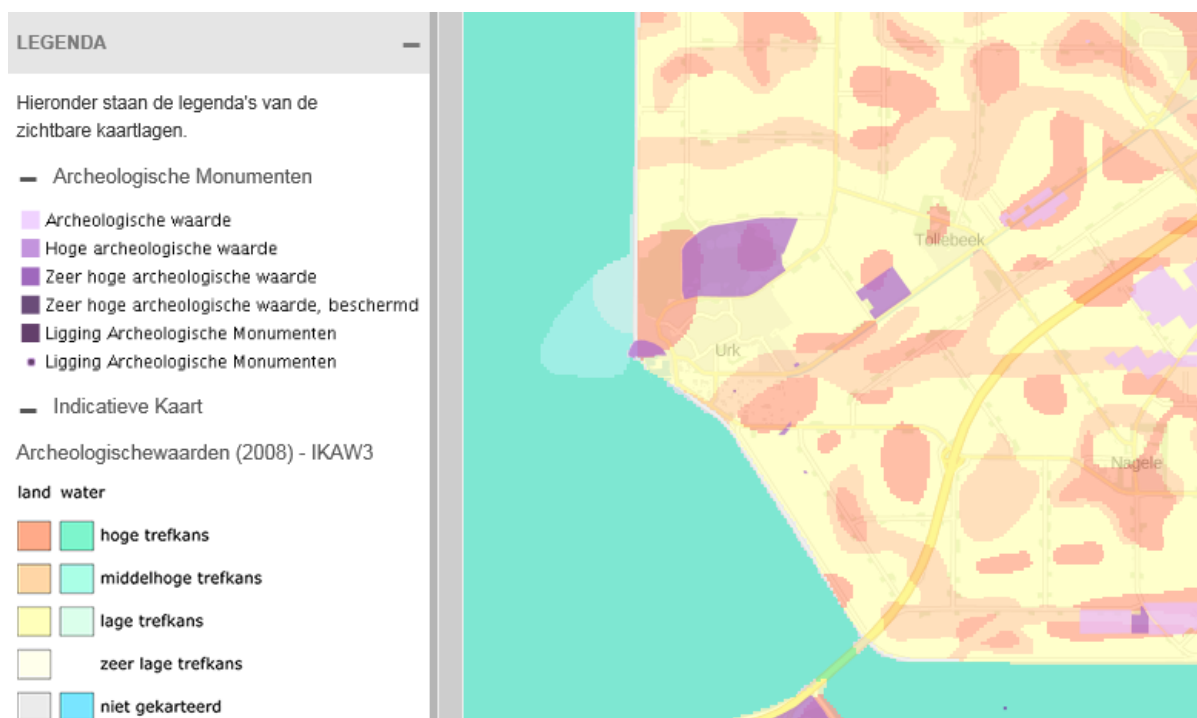 LEGENDA
Hieronder staan de legenda's van de
zichtbare kaartlagen.
Archeologische Monumenten
Archeologische waarde
Hoge archeologische waarde
Zeer hoge archeologische waarde
Zeer hoge archeologische waarde, beschermd
Ligging Archeologische Monumenten
Ligging Archeologische Monumenten
Indicatieve Kaart
Archeologischewaarden (2008) - IKAW3
land water
hoge trefkans
middelhoge trefkans
lage trefkans
zeer lage trefkans
niet gekarteerd
Tollebeek
Urk
Nagele